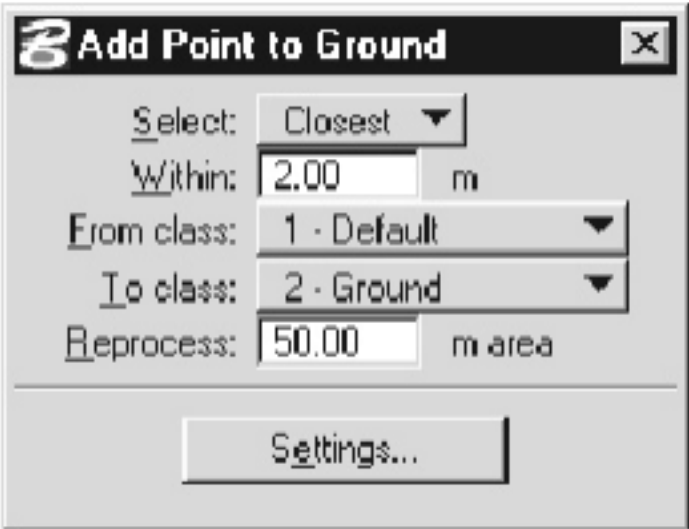 Add Point to Ground
Select: Closest
Within: 2.00 m
From class: 1 - Default
To class: 2 - Ground
Reprocess: 50.00 m area
Settings...